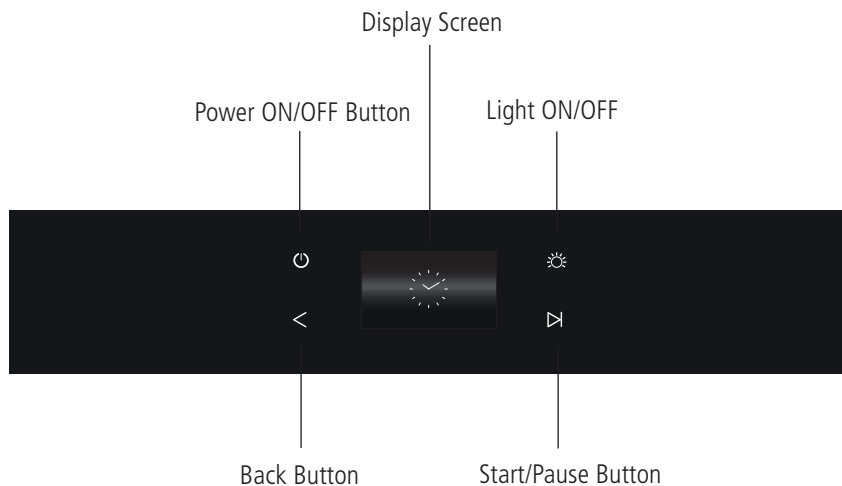 Display Screen
Power ON/OFF Button
Light ON/OFF
Back Button
Start/Pause Button